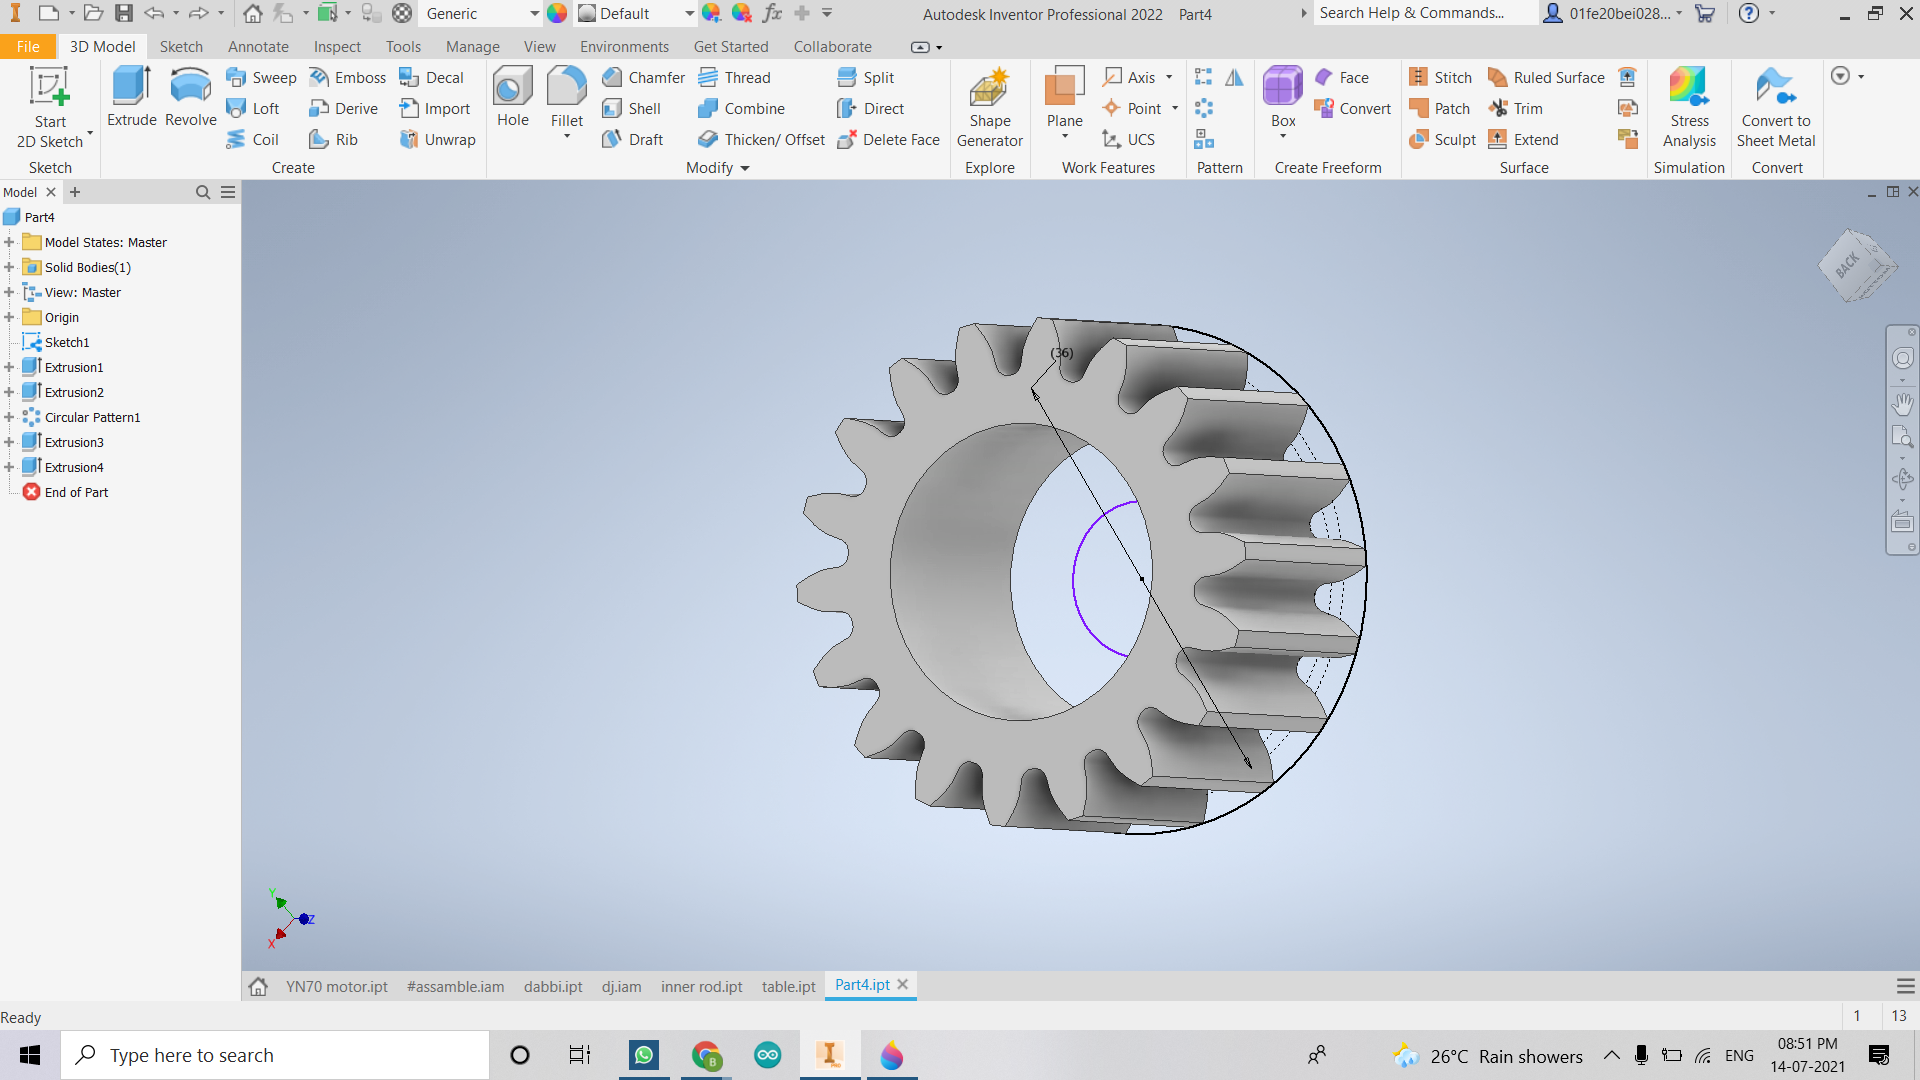 Generic
Default
fx
Autodesk Inventor Professional 2022 Part4
Search Help & Commands...
01fe20bei028...
File
3D Model
Sketch
Annotate
Inspect
Tools
Manage
View
Environments
Get Started
Collaborate
Start
2D Sketch
Sketch
Extrude
Revolve
Sweep
Loft
Coil
Emboss
Derive
Rib
Decal
Import
Unwrap
Create
Hole
Fillet
Chamfer
Shell
Draft
Thread
Combine
Thicken/ Offset
Split
Direct
Delete Face
Modify
Shape
Generator
Explore
Plane
Axis
Point
UCS
Work Features
Pattern
Box
Face
Convert
Create Freeform
Stitch
Patch
Sculpt
Ruled Surface
Trim
Extend
Surface
Stress
Analysis
Simulation
Convert to
Sheet Metal
Convert
Model
Part4
Model States: Master
Solid Bodies(1)
View: Master
Origin
Sketch1
Extrusion1
Extrusion2
Circular Pattern1
Extrusion3
Extrusion4
End of Part
BACK
(36)
Y
Z
X
YN70 motor.ipt
#assamble.iam
dabbi.ipt
dj.iam
inner rod.ipt
table.ipt
Part4.ipt
Ready
1
13
Type here to search
26°C Rain showers
ENG
08:51 PM
14-07-2021